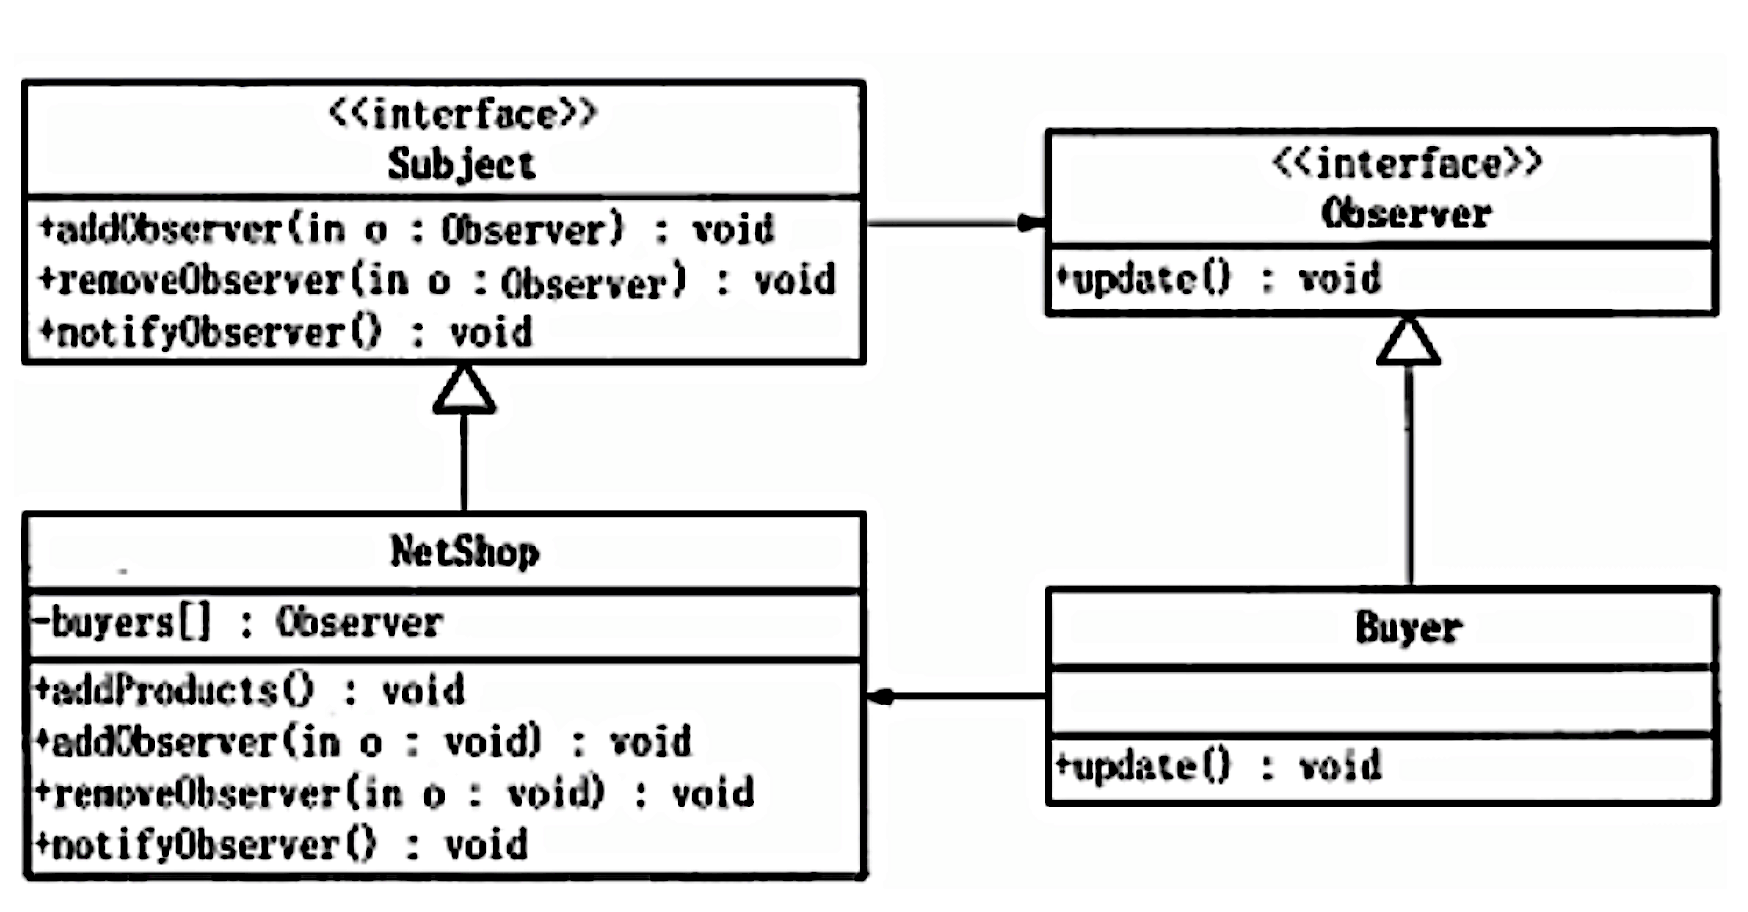 <<interface>>
Subject
+addObserver(in o : Observer) : void
+removeObserver(in o : Observer) : void
+notifyObserver() : void
<<interface>>
Observer
+update() : void
NetShop
-buyers[] : Observer
+addProducts() : void
+addObserver(in o : void) : void
+removeObserver(in o : void) : void
+notifyObserver() : void
Buyer
+update() : void